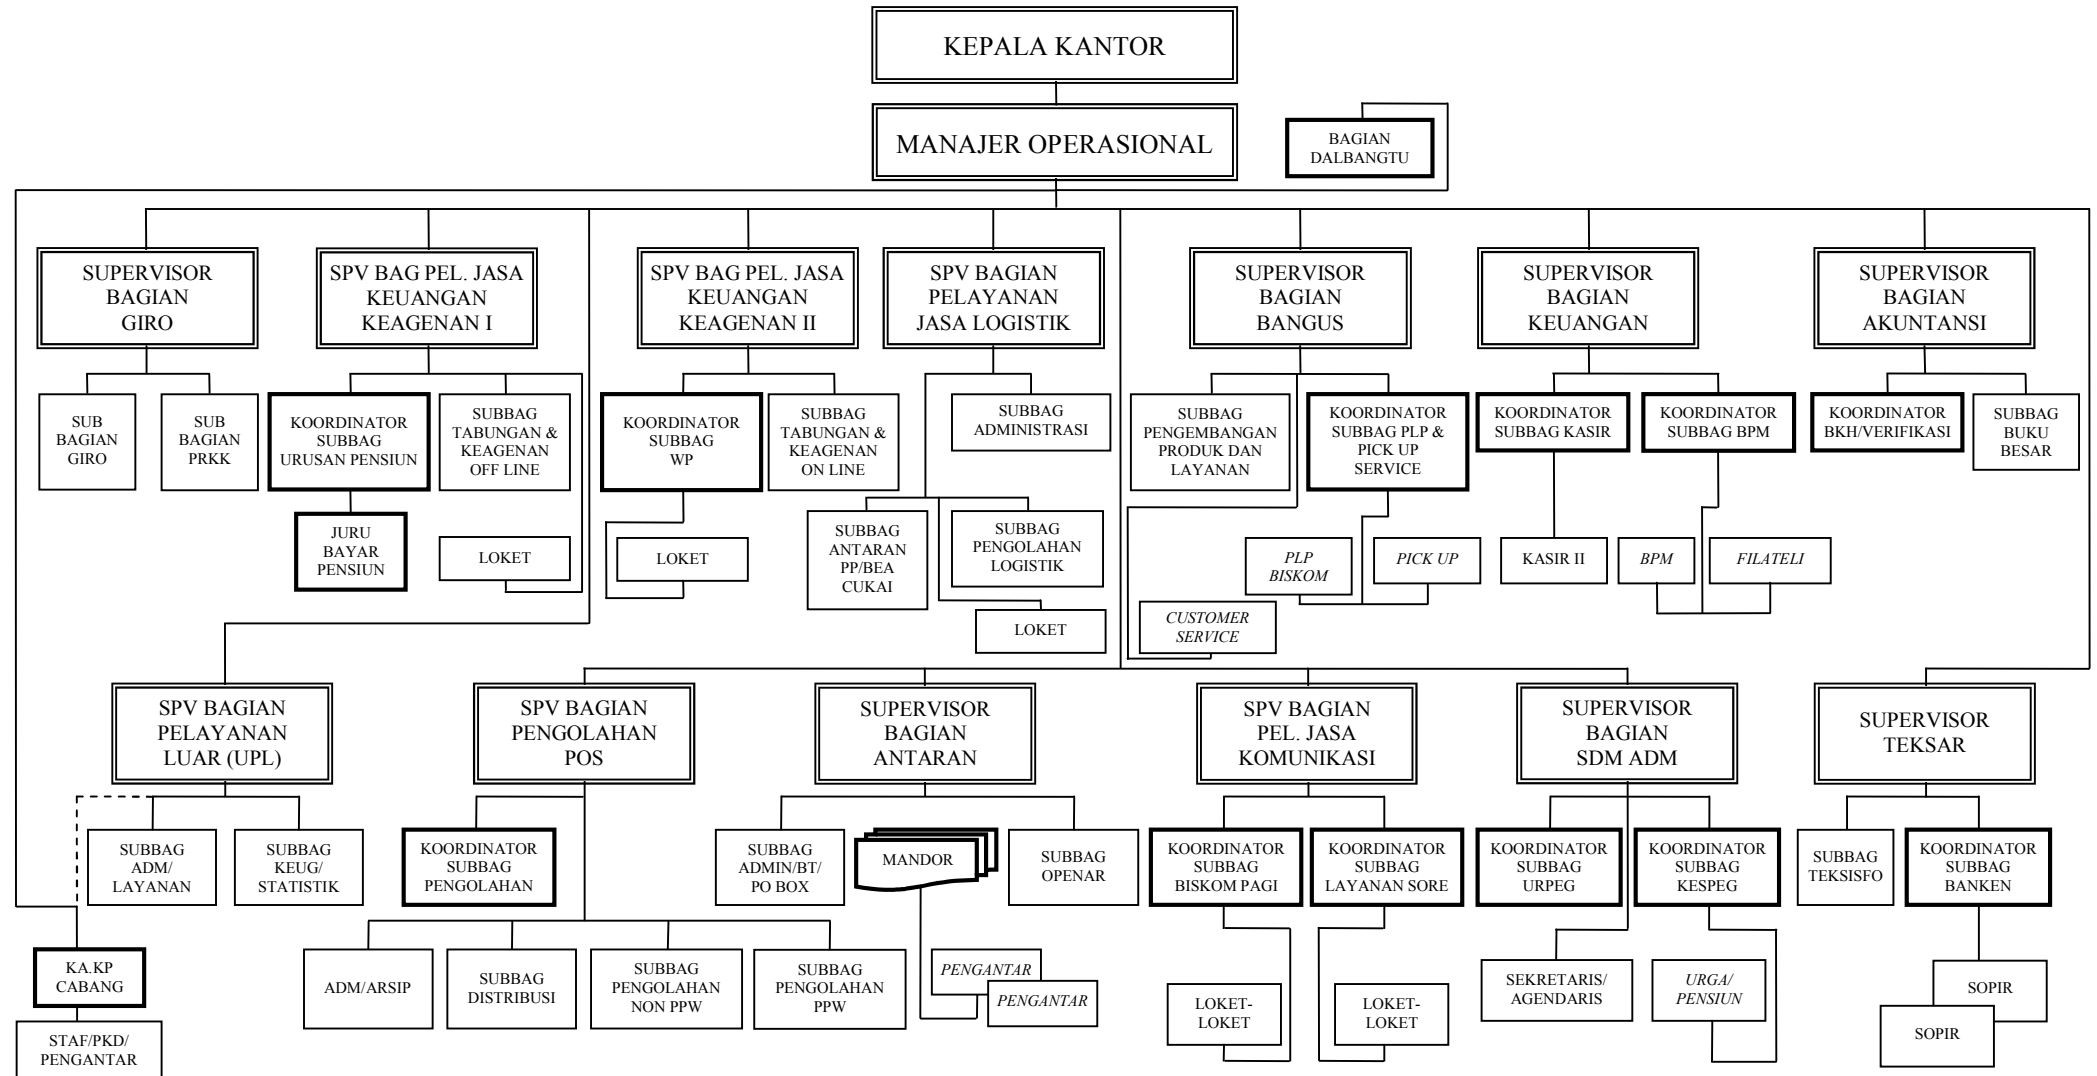 KEPALA KANTOR
MANAJER OPERASIONAL
BAGIAN
DALBANGTU
SUPERVISOR
BAGIAN
GIRO
SPV BAG PEL. JASA
KEUANGAN
KEAGENAN I
SPV BAG PEL. JASA
KEUANGAN
KEAGENAN II
SPV BAGIAN
PELAYANAN
JASA LOGISTIK
SUPERVISOR
BAGIAN
BANGUS
SUPERVISOR
BAGIAN
KEUANGAN
SUPERVISOR
BAGIAN
AKUNTANSI
SUB
BAGIAN
GIRO
SUB
BAGIAN
PRKK
KOORDINATOR
SUBBAG
URUSAN PENSIUN
SUBBAG
TABUNGAN &
KEAGENAN
OFF LINE
KOORDINATOR
SUBBAG
WP
SUBBAG
TABUNGAN &
KEAGENAN
ON LINE
SUBBAG
ADMINISTRASI
SUBBAG
PENGEMBANGAN
PRODUK DAN
LAYANAN
KOORDINATOR
SUBBAG PLP &
PICK UP
SERVICE
KOORDINATOR
SUBBAG KASIR
KOORDINATOR
SUBBAG BPM
KOORDINATOR
BKH/VERIFIKASI
SUBBAG
BUKU
BESAR
JURU
BAYAR
PENSIUN
LOKET
LOKET
SUBBAG
ANTARAN
PP/BEA
CUKAI
SUBBAG
PENGOLAHAN
LOGISTIK
LOKET
PLP
BISKOM
PICK UP
KASIR II
BPM
FILATELI
CUSTOMER
SERVICE
SPV BAGIAN
PELAYANAN
LUAR (UPL)
SPV BAGIAN
PENGOLAHAN
POS
SUPERVISOR
BAGIAN
ANTARAN
SPV BAGIAN
PEL. JASA
KOMUNIKASI
SUPERVISOR
BAGIAN
SDM ADM
SUPERVISOR
TEKSAR
SUBBAG
ADM/
LAYANAN
SUBBAG
KEUG/
STATISTIK
KOORDINATOR
SUBBAG
PENGOLAHAN
SUBBAG
ADMIN/BT/
PO BOX
MANDOR
SUBBAG
OPENAR
KOORDINATOR
SUBBAG
BISKOM PAGI
KOORDINATOR
SUBBAG
LAYANAN SORE
KOORDINATOR
SUBBAG
URPEG
KOORDINATOR
SUBBAG
KESPEG
SUBBAG
TEKSISFO
KOORDINATOR
SUBBAG
BANKEN
KA.KP
CABANG
ADM/ARSIP
SUBBAG
DISTRIBUSI
SUBBAG
PENGOLAHAN
NON PPW
SUBBAG
PENGOLAHAN
PPW
PENGANTAR
PENGANTAR
LOKET-
LOKET
LOKET-
LOKET
SEKRETARIS/
AGENDARIS
URGA/
PENSIUN
SOPIR
SOPIR
STAF/PKD/
PENGANTAR